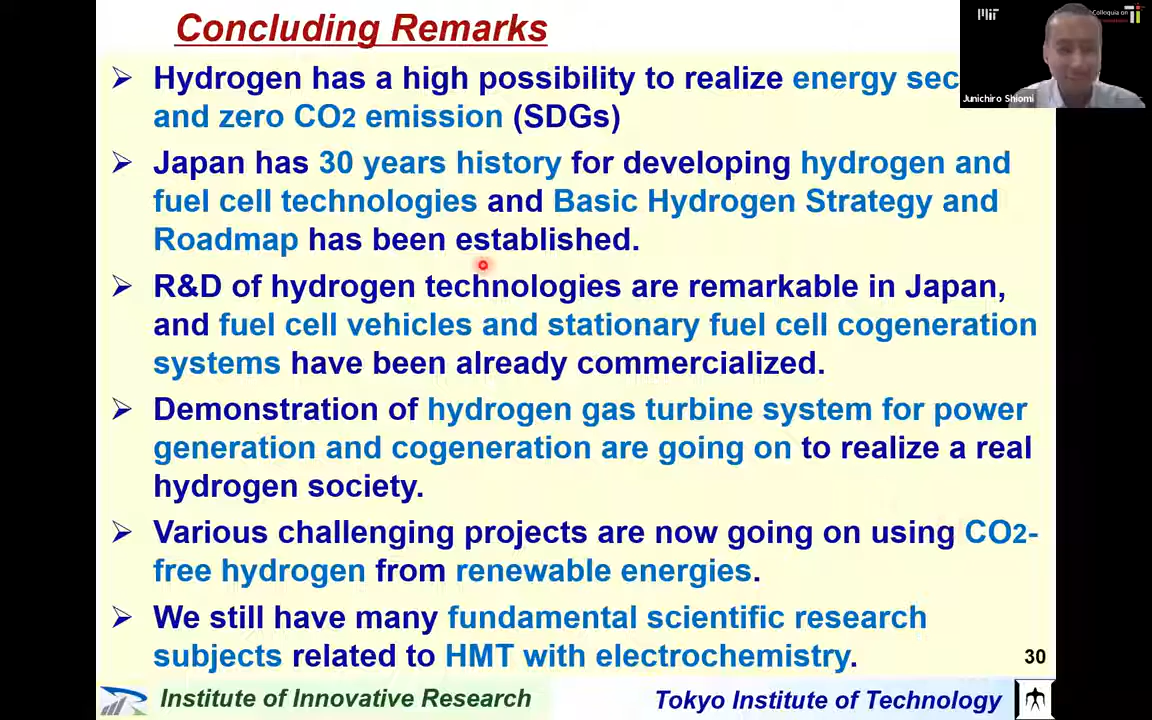 Concluding Remarks
MIT
Colloquia on
Junichiro Shiomi
➢ Hydrogen has a high possibility to realize energy sec
and zero CO2 emission (SDGs)
➢ Japan has 30 years history for developing hydrogen and
fuel cell technologies and Basic Hydrogen Strategy and
Roadmap has been established.
➢ R&D of hydrogen technologies are remarkable in Japan,
and fuel cell vehicles and stationary fuel cell cogeneration
systems have been already commercialized.
➢ Demonstration of hydrogen gas turbine system for power
generation and cogeneration are going on to realize a real
hydrogen society.
➢ Various challenging projects are now going on using CO2-
free hydrogen from renewable energies.
➢ We still have many fundamental scientific research
subjects related to HMT with electrochemistry.
30
Institute of Innovative Research
Tokyo Institute of Technology